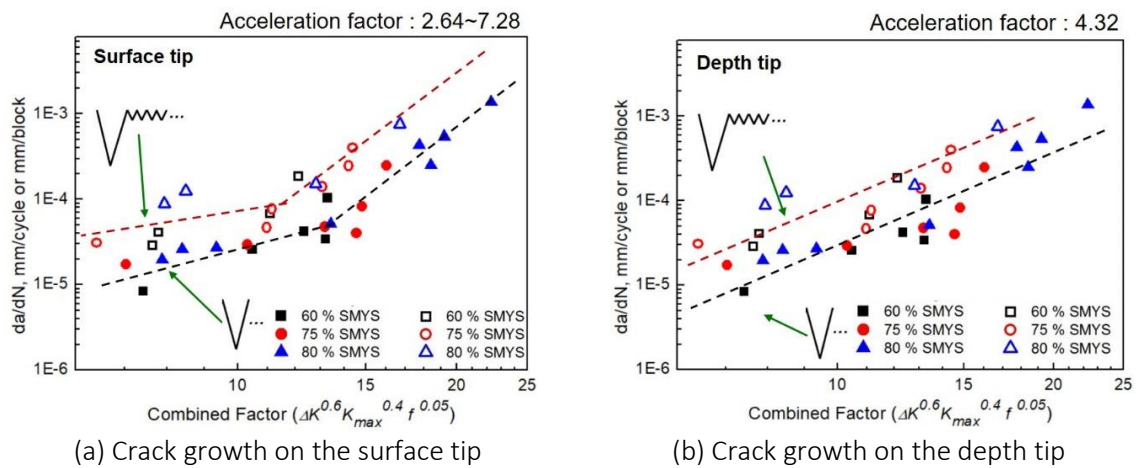 Acceleration factor : 2.64~7.28
Surface tip
da/dN, mm/cycle or mm/block
1E-3
1E-4
1E-5
1E-6
...
...
60 % SMYS
75 % SMYS
80 % SMYS
60 % SMYS
75 % SMYS
80 % SMYS
10 15 20 25
Combined Factor (ΔK^0.6 K_max^0.4 f^0.05)
(a) Crack growth on the surface tip
Acceleration factor : 4.32
Depth tip
da/dN, mm/cycle or mm/block
1E-3
1E-4
1E-5
1E-6
...
...
60 % SMYS
75 % SMYS
80 % SMYS
60 % SMYS
75 % SMYS
80 % SMYS
10 15 20 25
Combined Factor (ΔK^0.6 K_max^0.4 f^0.05)
(b) Crack growth on the depth tip